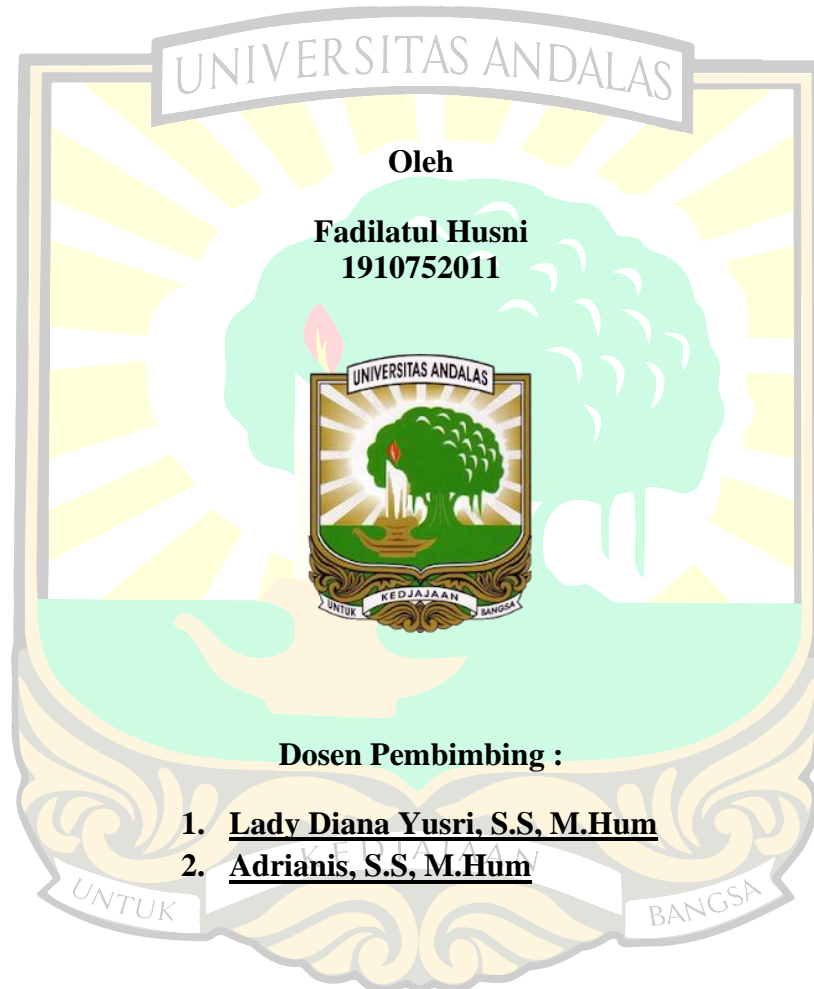 UNIVERSITAS ANDALAS
Oleh
Fadilatul Husni
1910752011
UNIVERSITAS ANDALAS
UNTUK KEDJAJAAN BANGSA
Dosen Pembimbing :
1. Lady Diana Yusri, S.S, M.Hum
2. Adrianis, S.S, M.Hum
KEDJAJAAN
UNTUK BANGSA